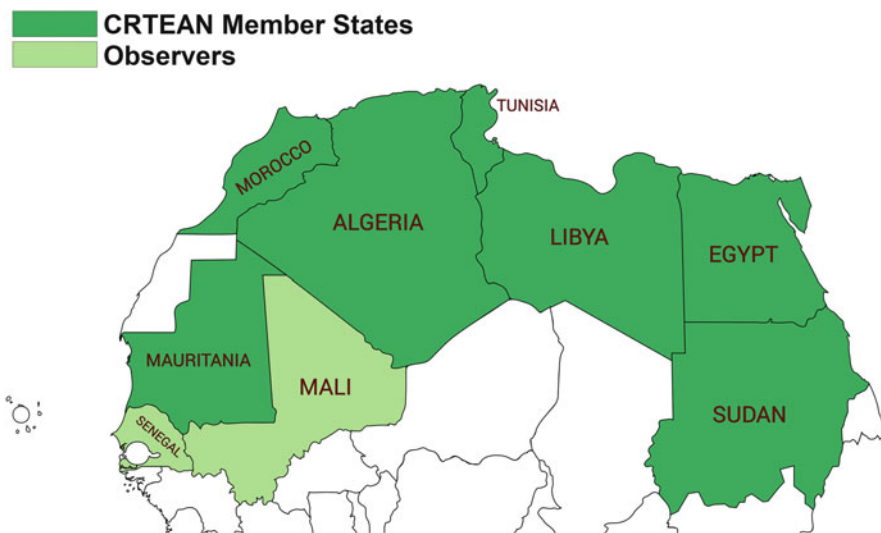 CRTEAN Member States
Observers
TUNISIA
MOROCCO
ALGERIA
LIBYA
EGYPT
MAURITANIA
MALI
SENEGAL
SUDAN